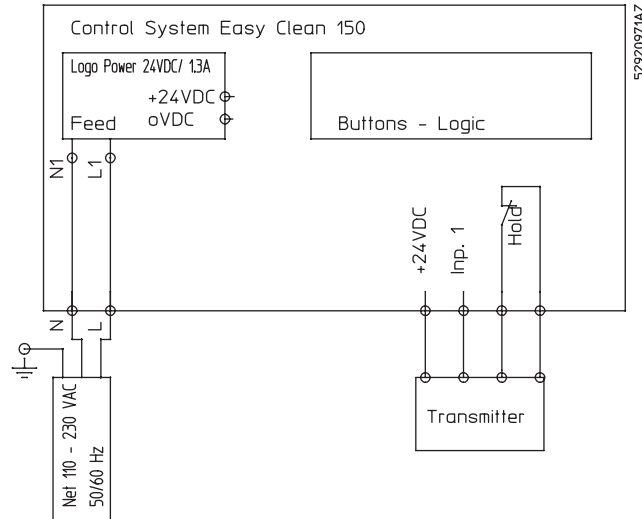 Control System Easy Clean 150
Logo Power 24VDC/ 1.3A
+24VDC
oVDC
Feed
Buttons - Logic
N1
L1
+24VDC
Inp. 1
Hold
N
L
Net 110 - 230 VAC
50/60 Hz
Transmitter
52920971AZ